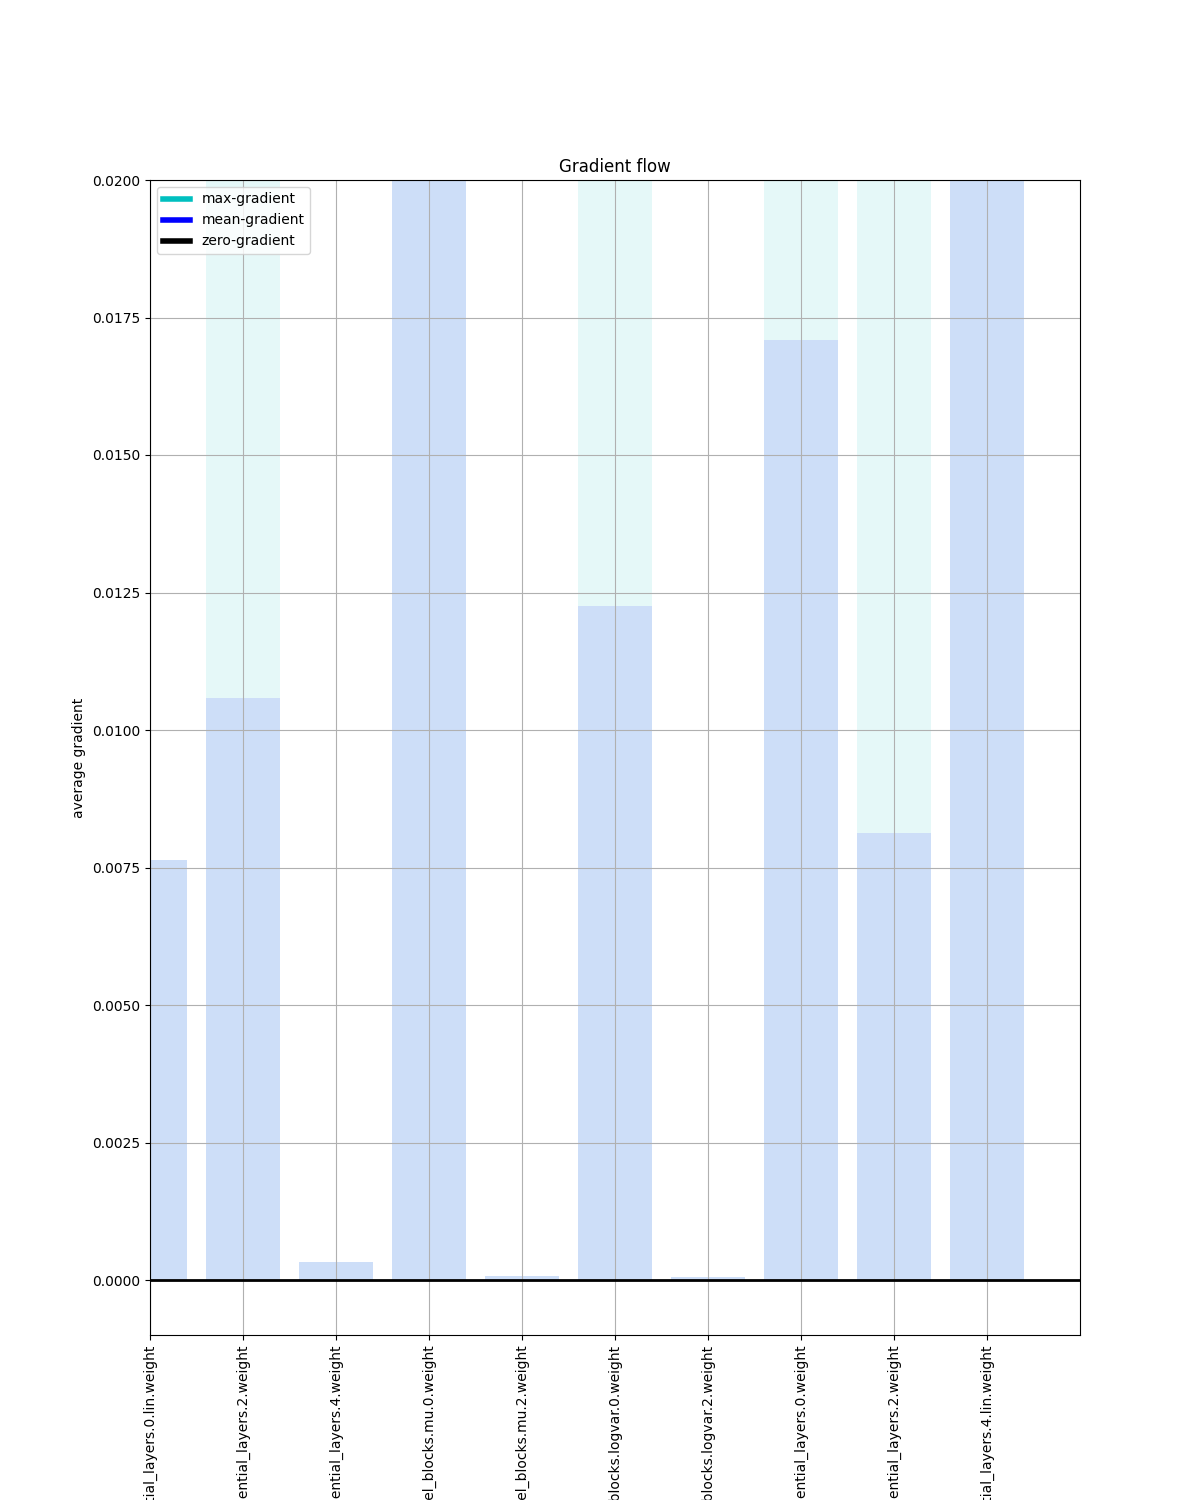 Gradient flow
max-gradient
mean-gradient
zero-gradient
0.0200
0.0175
0.0150
0.0125
0.0100
0.0075
0.0050
0.0025
0.0000
average gradient
tial_layers.0.lin.weight
ential_layers.2.weight
ential_layers.4.weight
el_blocks.mu.0.weight
el_blocks.mu.2.weight
blocks.logvar.0.weight
blocks.logvar.2.weight
ential_layers.0.weight
ential_layers.2.weight
tial_layers.4.lin.weight